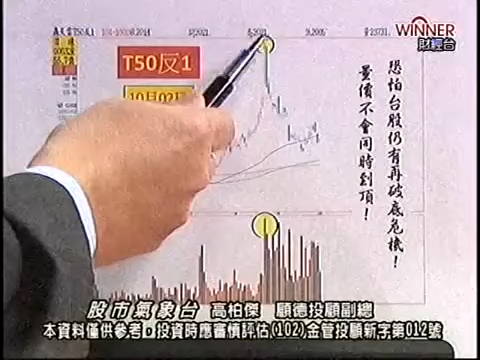 WINNER
財經台
T50反1
10月02日
恐怕台股仍有再破底危機！
量價不會同時到頂！
股市氣象台 高柏傑 顧德投顧副總
本資料僅供參考，投資時應審慎評估(102)金管投顧新字第012號